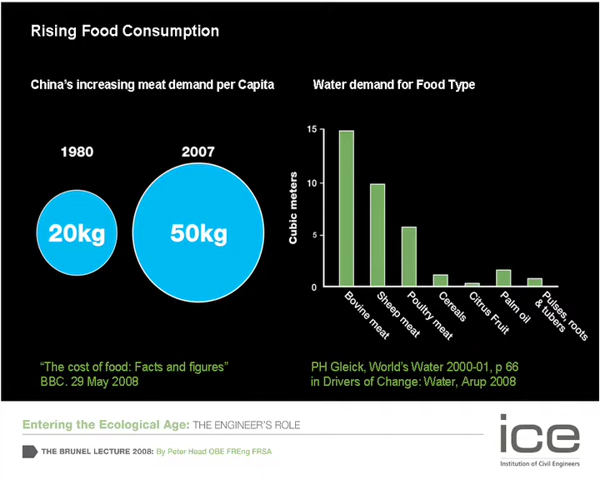 Rising Food Consumption
China's increasing meat demand per Capita
Water demand for Food Type
1980
2007
20kg
50kg
Cubic meters
15
10
5
0
Bovine meat
Sheep meat
Poultry meat
Cereals
Citrus Fruit
Palm oil
Pulses, roots
& tubers
"The cost of food: Facts and figures"
BBC. 29 May 2008
PH Gleick, World's Water 2000-01, p 66
in Drivers of Change: Water, Arup 2008
Entering the Ecological Age: THE ENGINEER'S ROLE
THE BRUNEL LECTURE 2008: By Peter Head OBE FREng FRSA
ice
Institution of Civil Engineers